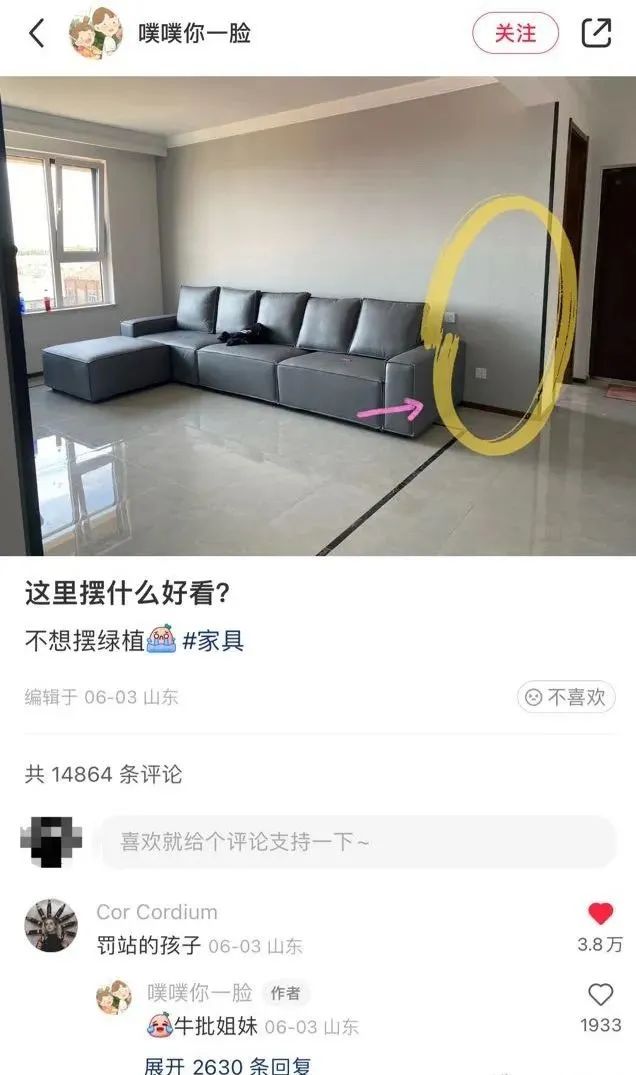 噗噗你一脸
关注
这里摆什么好看?
不想摆绿植 #家具
编辑于 06-03 山东
不喜欢
共 14864 条评论
喜欢就给个评论支持一下~
Cor Cordium
罚站的孩子 06-03 山东
3.8万
噗噗你一脸 作者
牛批姐妹 06-03 山东
1933
展开 2630 条回复